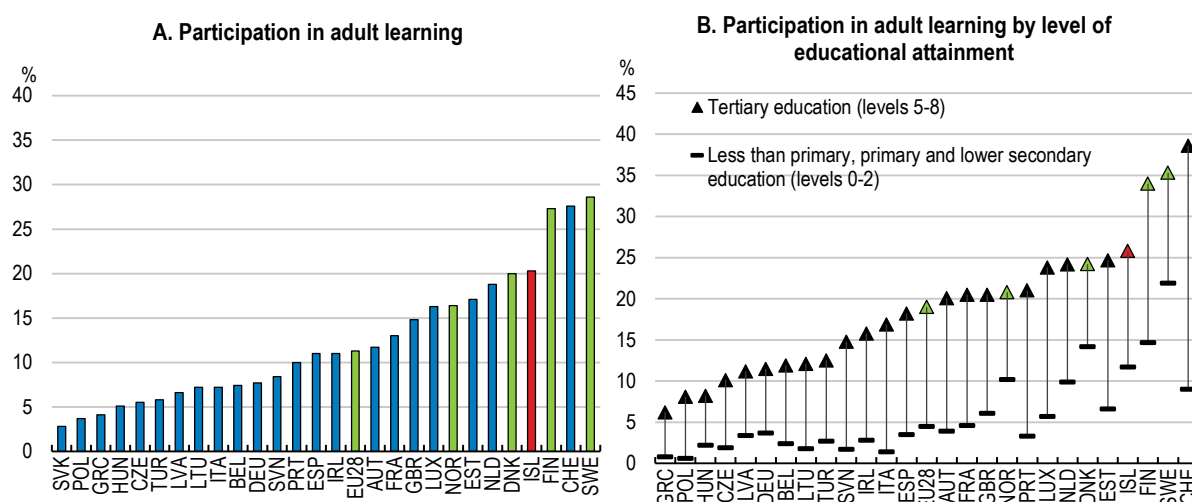 A. Participation in adult learning
%
40
35
30
25
20
15
10
5
0
SVK
POL
GRC
HUN
CZE
TUR
LVA
LTU
ITA
BEL
DEU
SVN
PRT
ESP
IRL
EU28
AUT
FRA
GBR
LUX
NOR
EST
NLD
DNK
ISL
FIN
CHE
SWE
B. Participation in adult learning by level of
educational attainment
%
45
40
35
30
25
20
15
10
5
0
Tertiary education (levels 5-8)
Less than primary, primary and lower secondary
education (levels 0-2)
GRC
POL
HUN
CZE
LVA
DEU
BEL
LTU
TUR
SVN
IRL
ITA
ESP
EU28
AUT
FRA
GBR
NOR
PRT
LUX
NLD
DNK
EST
ISL
FIN
SWE
CHE